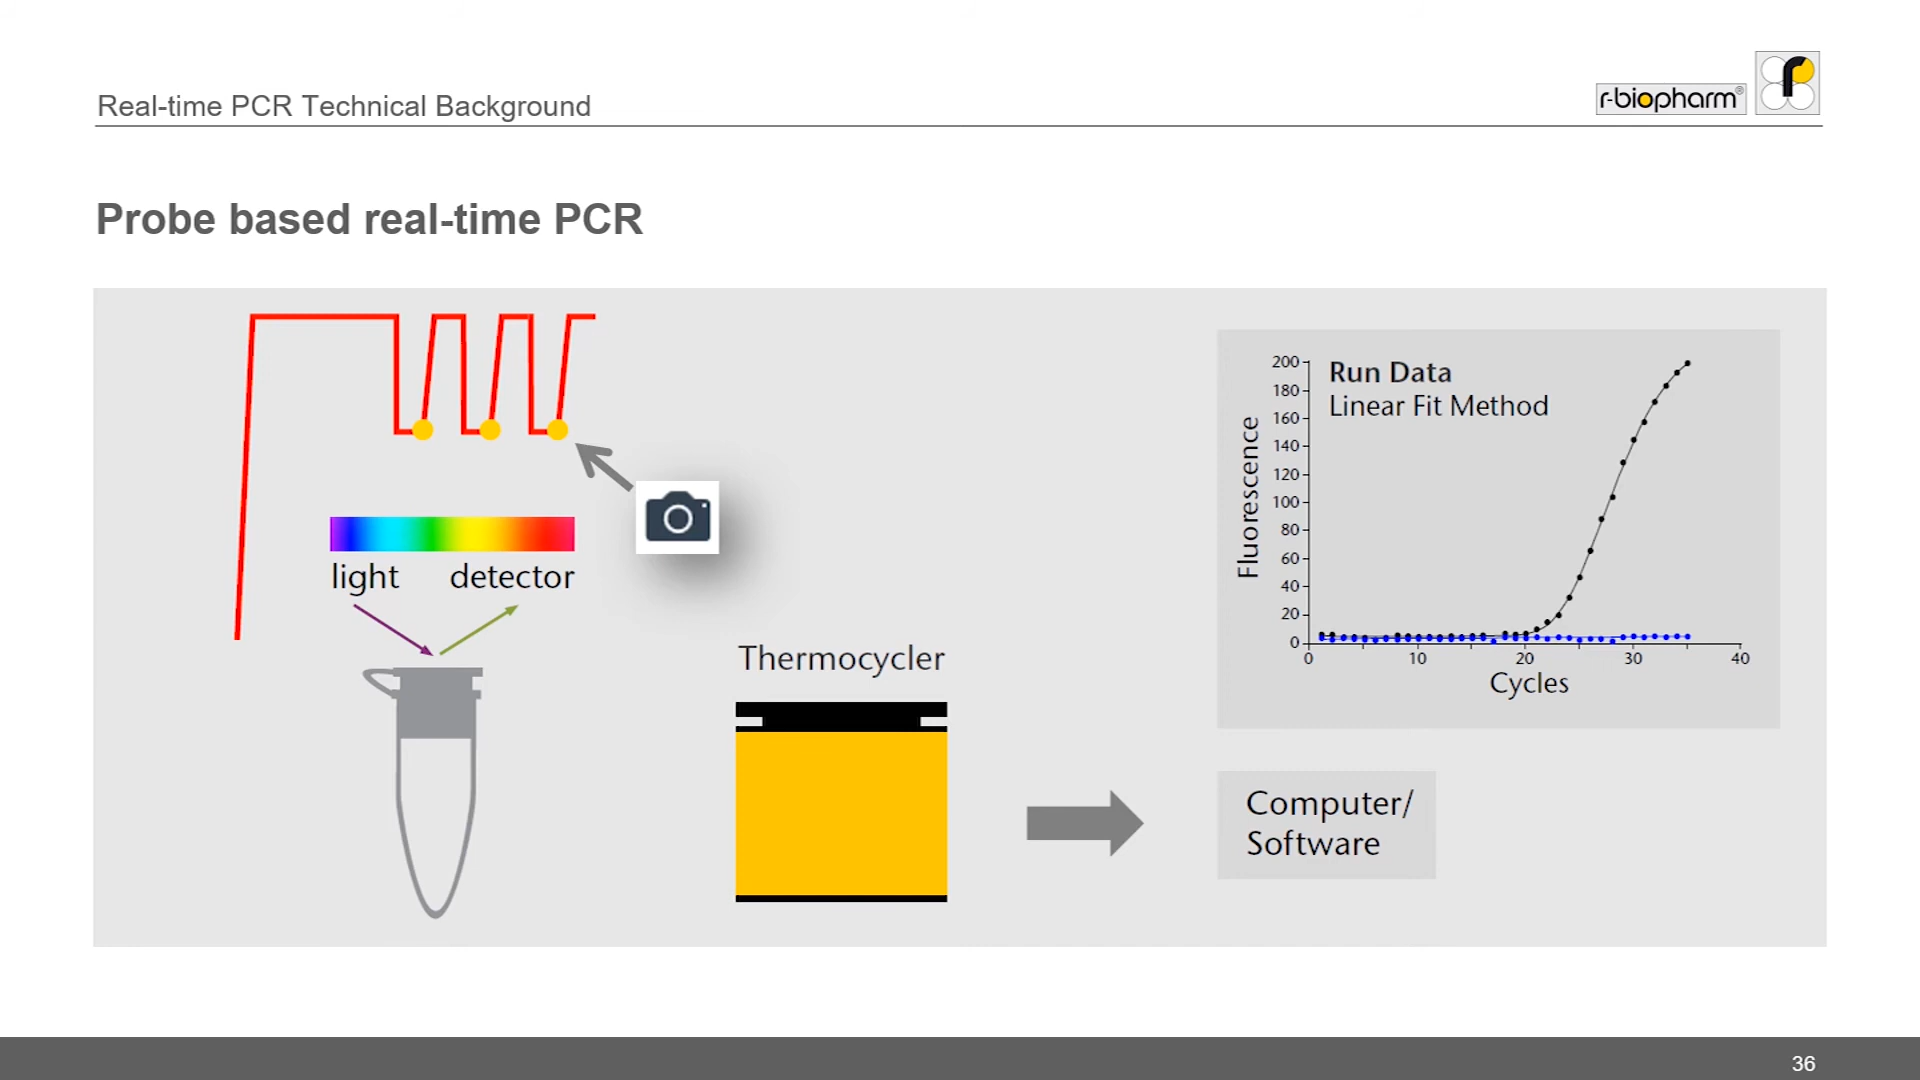 Real-time PCR Technical Background
r-biopharm®
r
Probe based real-time PCR
light detector
Thermocycler
Run Data
Linear Fit Method
Fluorescence
200
180
160
140
120
100
80
60
40
20
0
0 10 20 30 40
Cycles
Computer/
Software
36